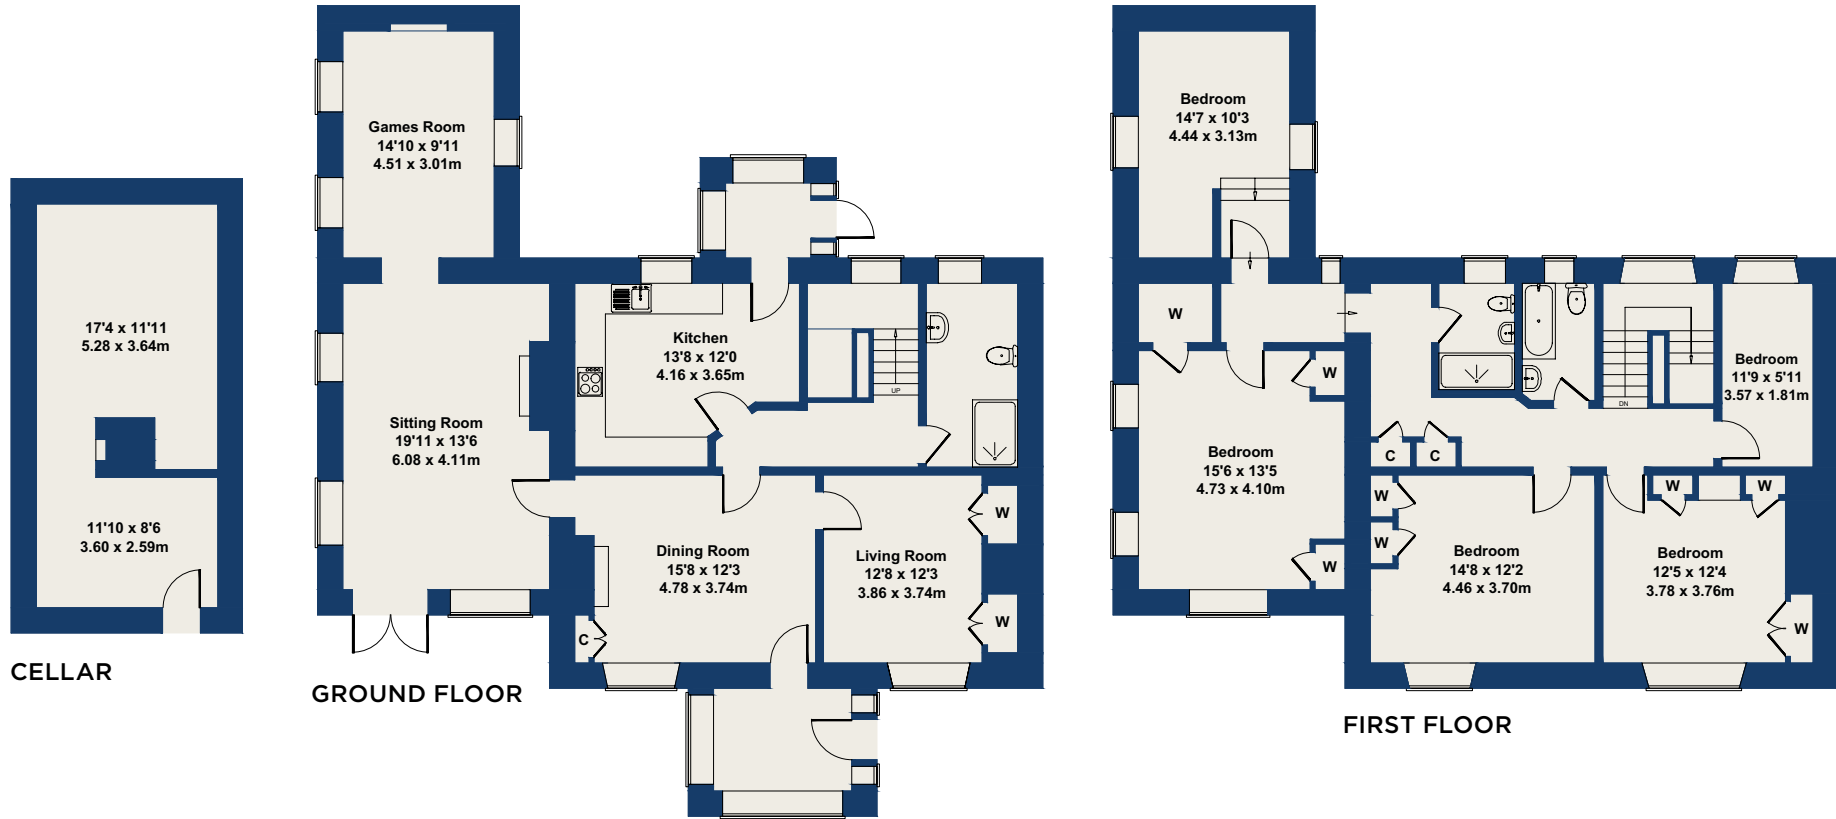 17'4 x 11'11
5.28 x 3.64m
11'10 x 8'6
3.60 x 2.59m
CELLAR
Games Room
14'10 x 9'11
4.51 x 3.01m
Kitchen
13'8 x 12'0
4.16 x 3.65m
UP
Sitting Room
19'11 x 13'6
6.08 x 4.11m
Dining Room
15'8 x 12'3
4.78 x 3.74m
C
Living Room
12'8 x 12'3
3.86 x 3.74m
W
W
GROUND FLOOR
Bedroom
14'7 x 10'3
4.44 x 3.13m
W
W
Bedroom
15'6 x 13'5
4.73 x 4.10m
W
C
C
DN
Bedroom
11'9 x 5'11
3.57 x 1.81m
W
W
Bedroom
14'8 x 12'2
4.46 x 3.70m
W
W
Bedroom
12'5 x 12'4
3.78 x 3.76m
W
FIRST FLOOR